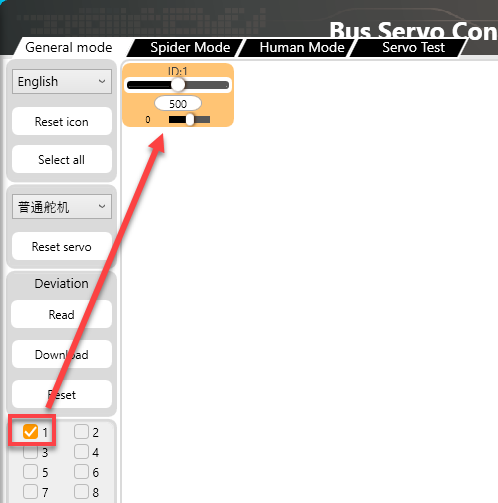 Bus Servo Con
General mode
Spider Mode
Human Mode
Servo Test
English
Reset icon
Select all
普通舵机
Reset servo
Deviation
Read
Download
Reset
1 2
3 4
5 6
7 8
ID:1
500
0